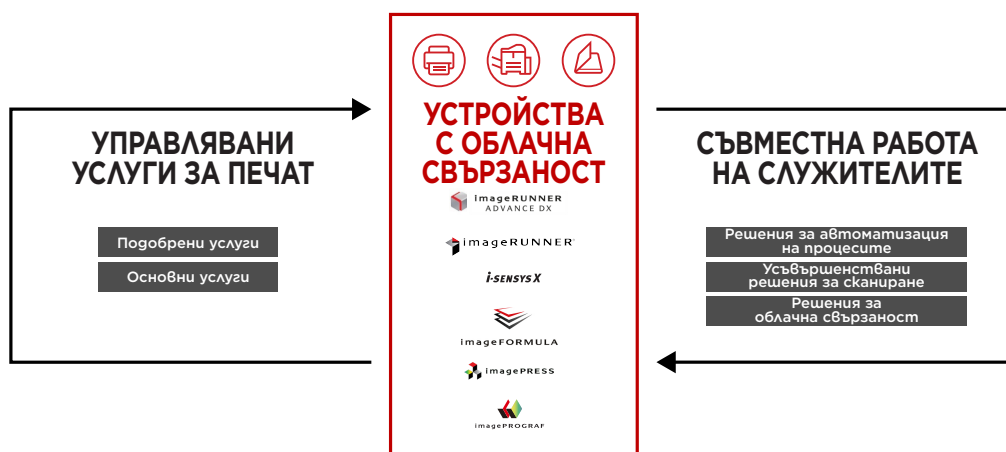 УПРАВЛЯВАНИ
УСЛУГИ ЗА ПЕЧАТ
Подобрени услуги
Основни услуги
УСТРОЙСТВА
С ОБЛАЧНА
СВЪРЗАНОСТ
imageRUNNER
ADVANCE DX
imageRUNNER
i-SENSYS X
imageFORMULA
imagePRESS
imagePROGRAF
СЪВМЕСТНА РАБОТА
НА СЛУЖИТЕЛИТЕ
Решения за автоматизация
на процесите
Усъвършенствани
решения за сканиране
Решения за
облачна свързаност